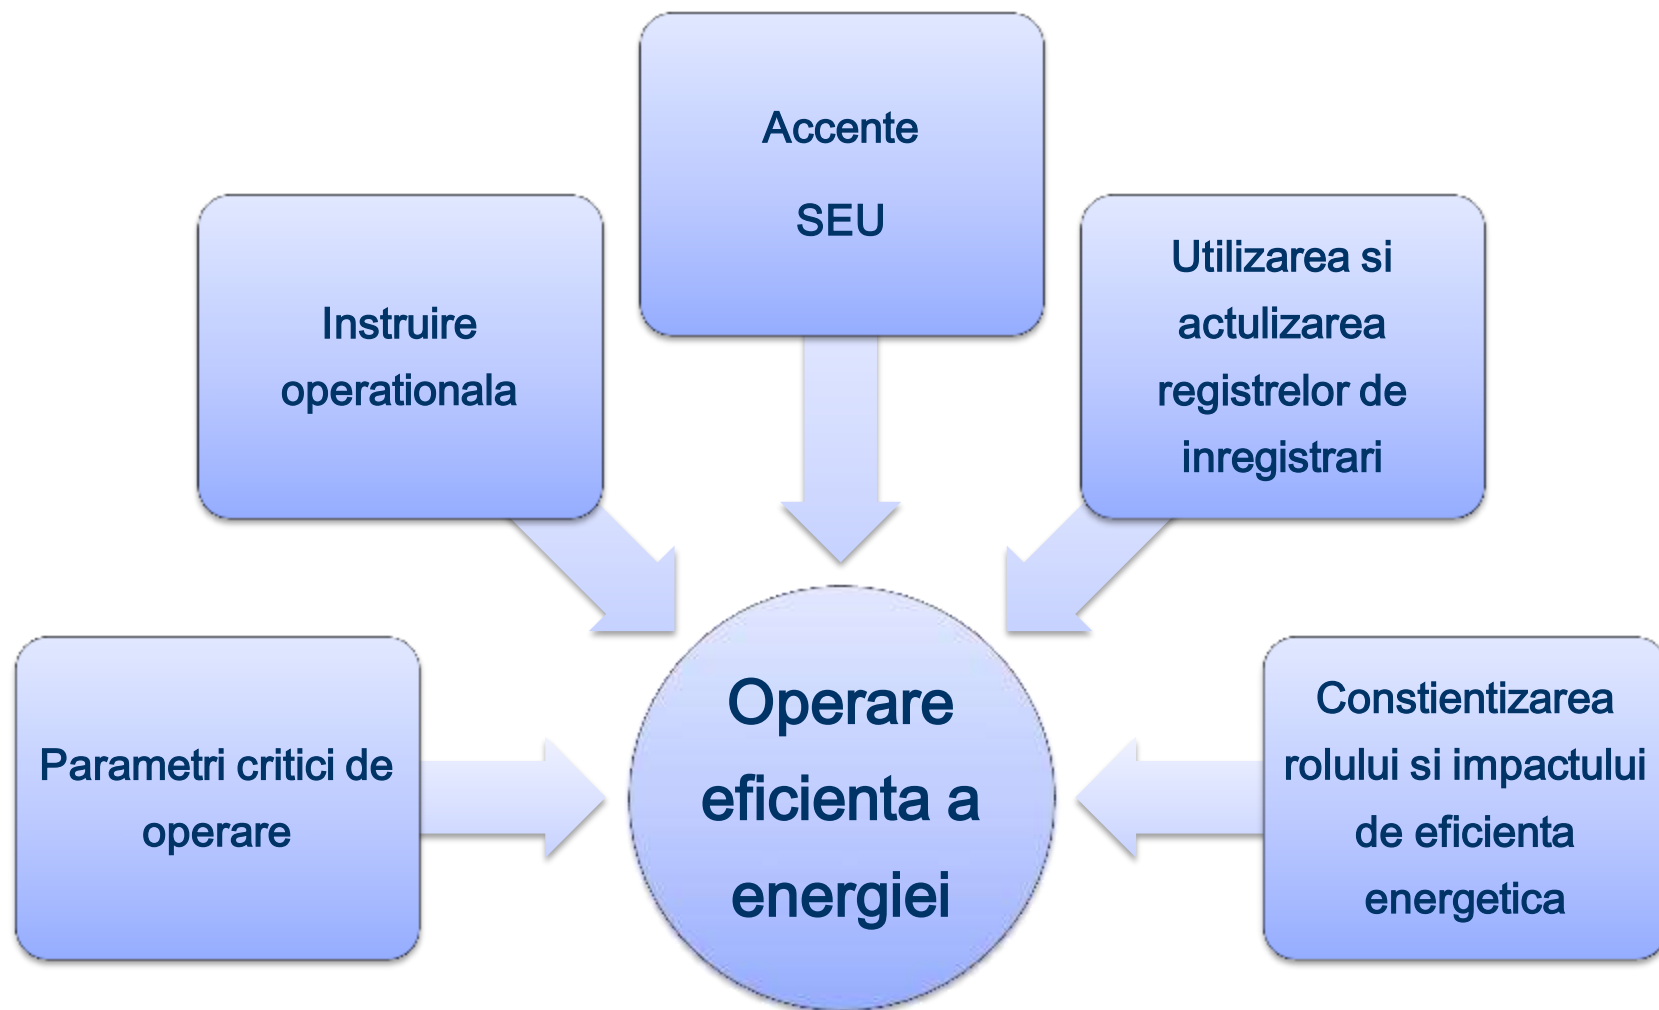 Accente
SEU
Instruire
operationala
Utilizarea si
actulizarea
registrelor de
inregistrari
Parametri critici de
operare
Operare
eficienta a
energiei
Constientizarea
rolului si impactului
de eficienta
energetica